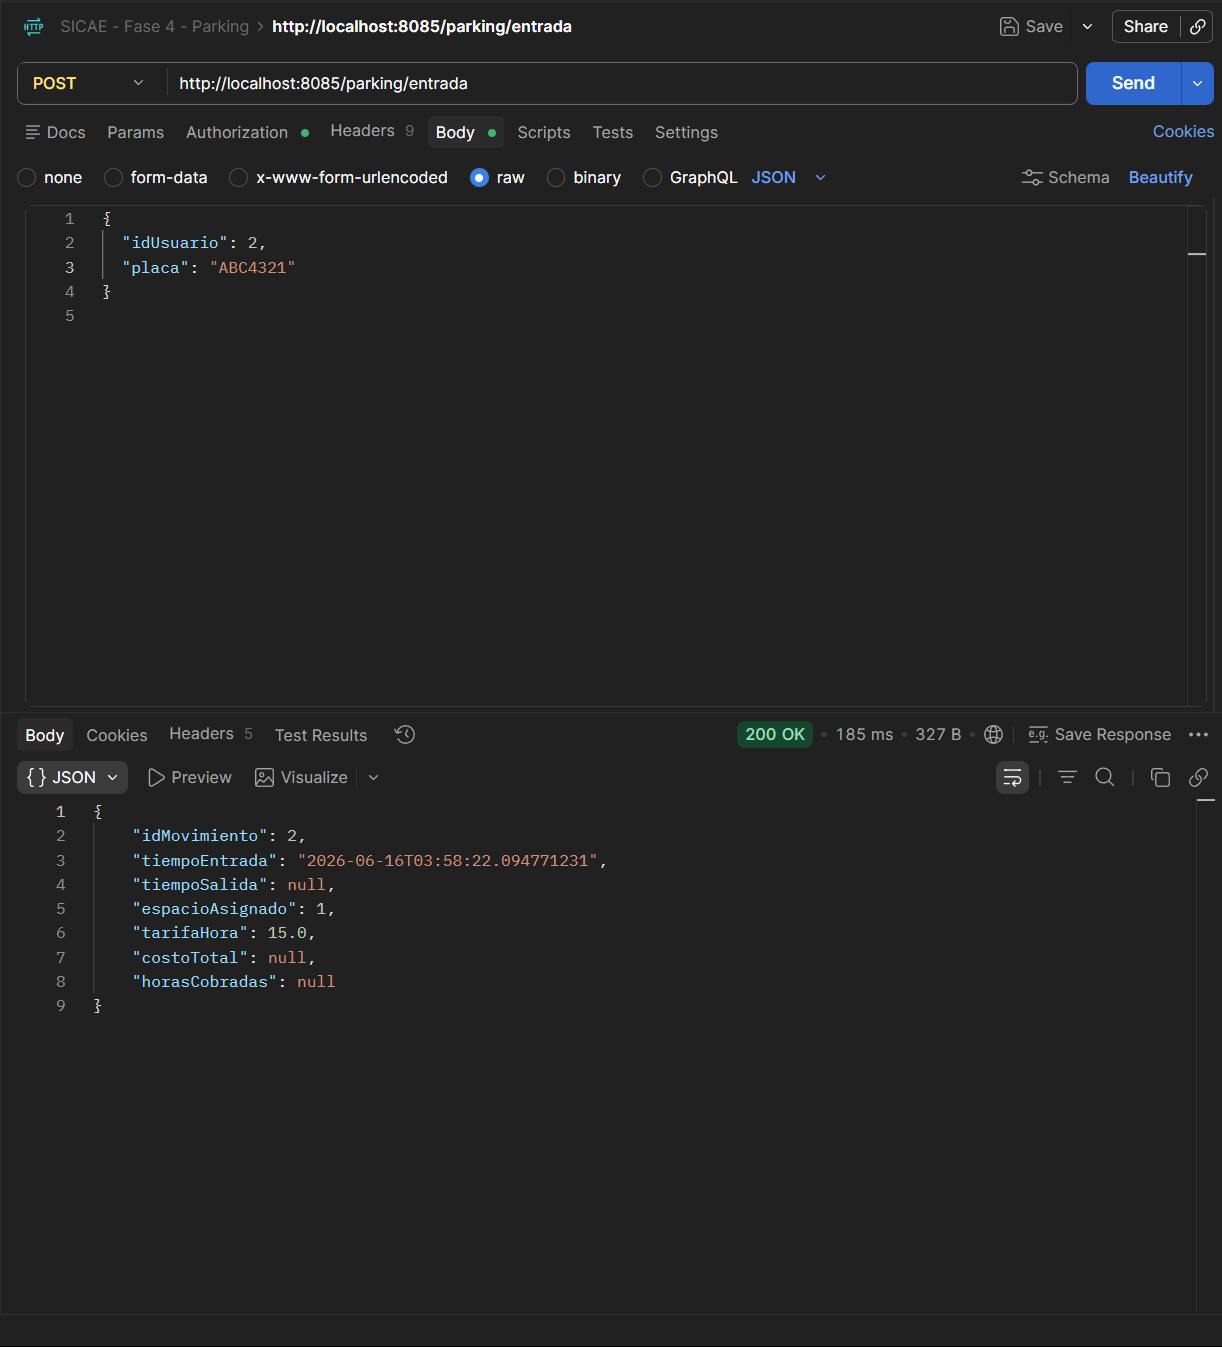 HTTP SICAE - Fase 4 - Parking > http://localhost:8085/parking/entrada Save Share
POST http://localhost:8085/parking/entrada Send
Docs Params Authorization Headers 9 Body Scripts Tests Settings Cookies
none form-data x-www-form-urlencoded raw binary GraphQL JSON Schema Beautify
1 {
2 "idUsuario": 2,
3 "placa": "ABC4321"
4 }
5
Body Cookies Headers 5 Test Results 200 OK • 185 ms • 327 B • e.g. Save Response
{} JSON Preview Visualize
1 {
2 "idMovimiento": 2,
3 "tiempoEntrada": "2026-06-16T03:58:22.094771231",
4 "tiempoSalida": null,
5 "espacioAsignado": 1,
6 "tarifaHora": 15.0,
7 "costoTotal": null,
8 "horasCobradas": null
9 }